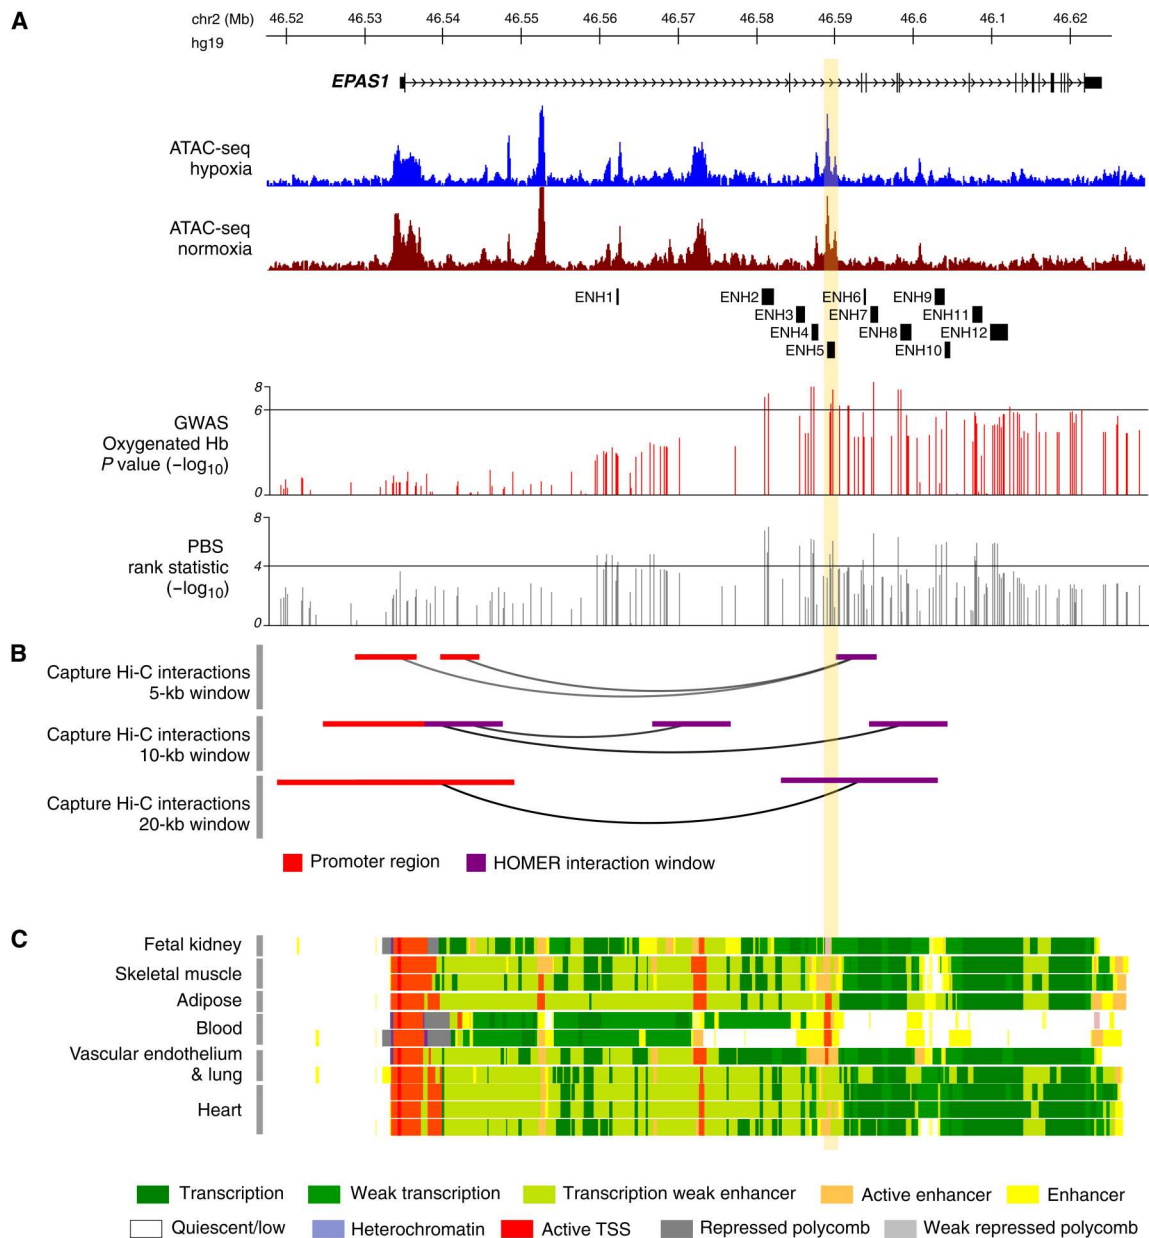 A
chr2 (Mb)
46.52 46.53 46.54 46.55 46.56 46.57 46.58 46.59 46.6 46.1 46.62
hg19
EPAS1
ATAC-seq
hypoxia
ATAC-seq
normoxia
ENH1 ENH2 ENH6 ENH9
ENH3 ENH7 ENH11
ENH4 ENH8 ENH12
ENH5 ENH10
8
6
0
GWAS
Oxygenated Hb
P value (−log10)
8
4
0
PBS
rank statistic
(−log10)
B
Capture Hi-C interactions
5-kb window
Capture Hi-C interactions
10-kb window
Capture Hi-C interactions
20-kb window
Promoter region HOMER interaction window
C
Fetal kidney
Skeletal muscle
Adipose
Blood
Vascular endothelium
& lung
Heart
Transcription Weak transcription Transcription weak enhancer Active enhancer Enhancer
Quiescent/low Heterochromatin Active TSS Repressed polycomb Weak repressed polycomb